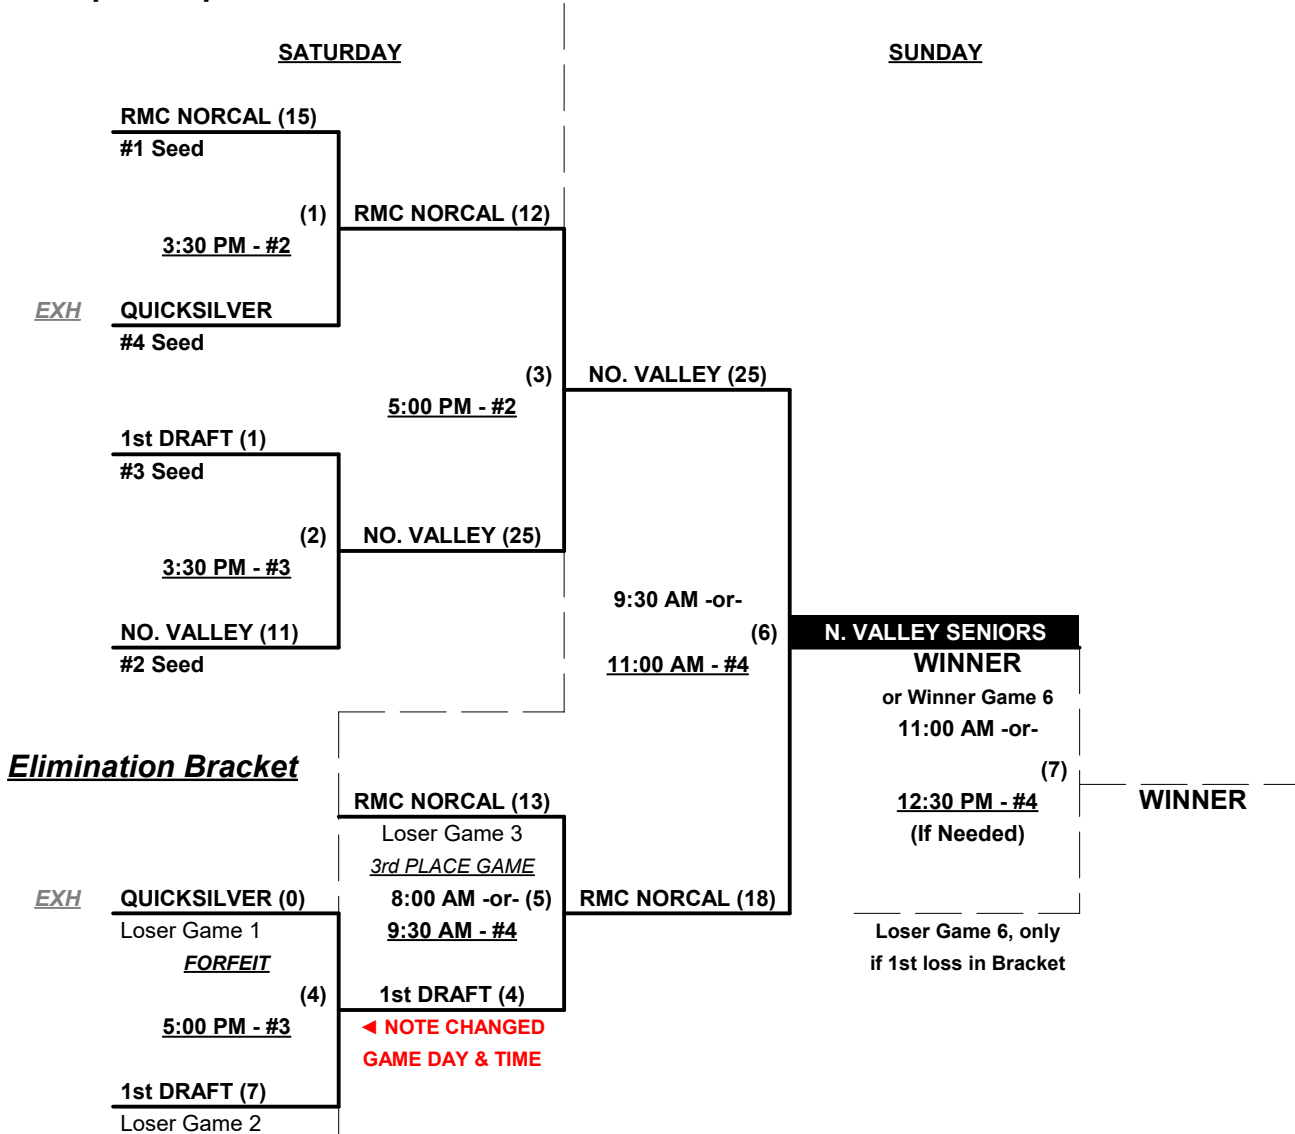 SATURDAY
SUNDAY
RMC NORCAL (15)
#1 Seed
(1)
RMC NORCAL (12)
3:30 PM - #2
EXH
QUICKSILVER
#4 Seed
(3)
NO. VALLEY (25)
5:00 PM - #2
1st DRAFT (1)
#3 Seed
(2)
NO. VALLEY (25)
3:30 PM - #3
9:30 AM -or-
NO. VALLEY (11)
(6)
N. VALLEY SENIORS
#2 Seed
11:00 AM - #4
WINNER
or Winner Game 6
11:00 AM -or-
Elimination Bracket
(7)
RMC NORCAL (13)
12:30 PM - #4
WINNER
Loser Game 3
(If Needed)
3rd PLACE GAME
EXH
QUICKSILVER (0)
8:00 AM -or- (5)
RMC NORCAL (18)
Loser Game 1
9:30 AM - #4
Loser Game 6, only
FORFEIT
if 1st loss in Bracket
(4)
1st DRAFT (4)
5:00 PM - #3
◄ NOTE CHANGED
GAME DAY & TIME
1st DRAFT (7)
Loser Game 2